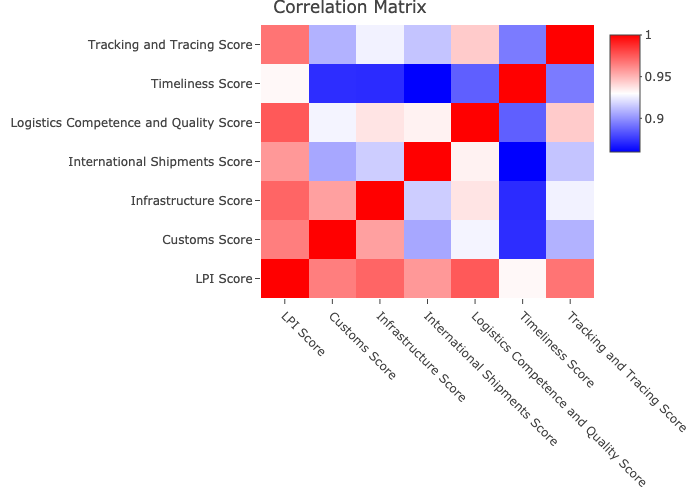 Correlation Matrix
Tracking and Tracing Score
Timeliness Score
Logistics Competence and Quality Score
International Shipments Score
Infrastructure Score
Customs Score
LPI Score
LPI Score
Customs Score
Infrastructure Score
International Shipments Score
Logistics Competence and Quality Score
Timeliness Score
Tracking and Tracing Score
1
0.95
0.9